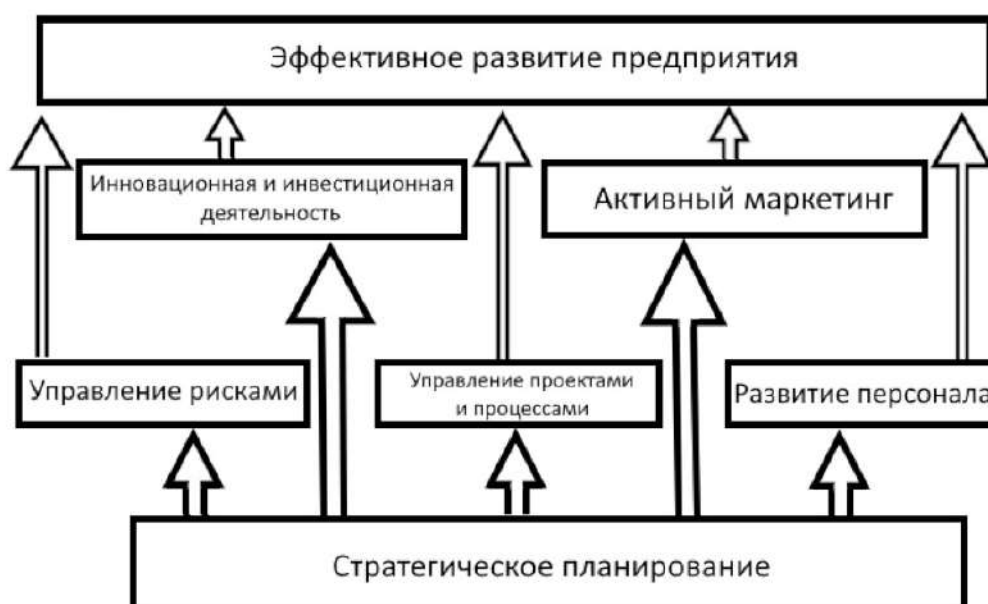 Эффективное развитие предприятия
Инновационная и инвестиционная
деятельность
Активный маркетинг
Управление рисками
Управление проектами
и процессами
Развитие персонала
Стратегическое планирование